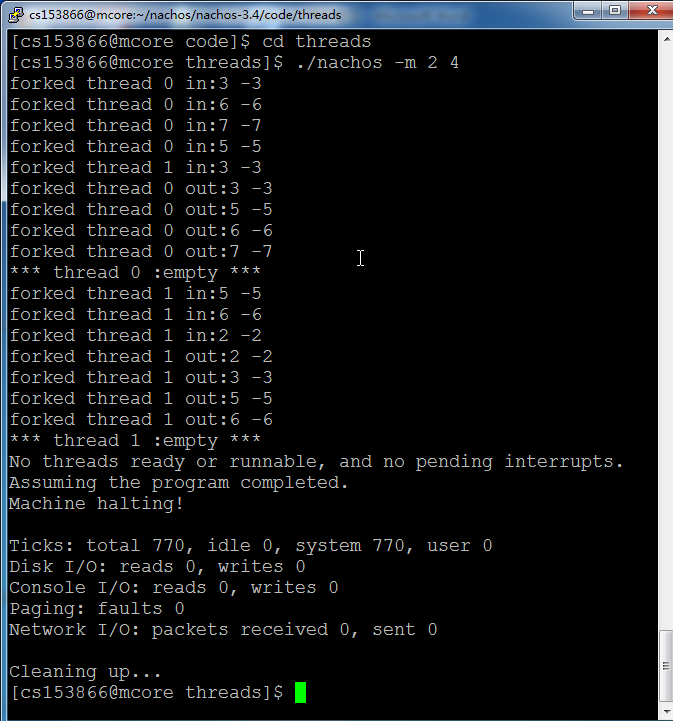 cs153866@mcore:~/nachos/nachos-3.4/code/threads
[cs153866@mcore code]$ cd threads
[cs153866@mcore threads]$ ./nachos -m 2 4
forked thread 0 in:3 -3
forked thread 0 in:6 -6
forked thread 0 in:7 -7
forked thread 0 in:5 -5
forked thread 1 in:3 -3
forked thread 0 out:3 -3
forked thread 0 out:5 -5
forked thread 0 out:6 -6
forked thread 0 out:7 -7
*** thread 0 :empty ***
forked thread 1 in:5 -5
forked thread 1 in:6 -6
forked thread 1 in:2 -2
forked thread 1 out:2 -2
forked thread 1 out:3 -3
forked thread 1 out:5 -5
forked thread 1 out:6 -6
*** thread 1 :empty ***
No threads ready or runnable, and no pending interrupts.
Assuming the program completed.
Machine halting!

Ticks: total 770, idle 0, system 770, user 0
Disk I/O: reads 0, writes 0
Console I/O: reads 0, writes 0
Paging: faults 0
Network I/O: packets received 0, sent 0

Cleaning up...
[cs153866@mcore threads]$